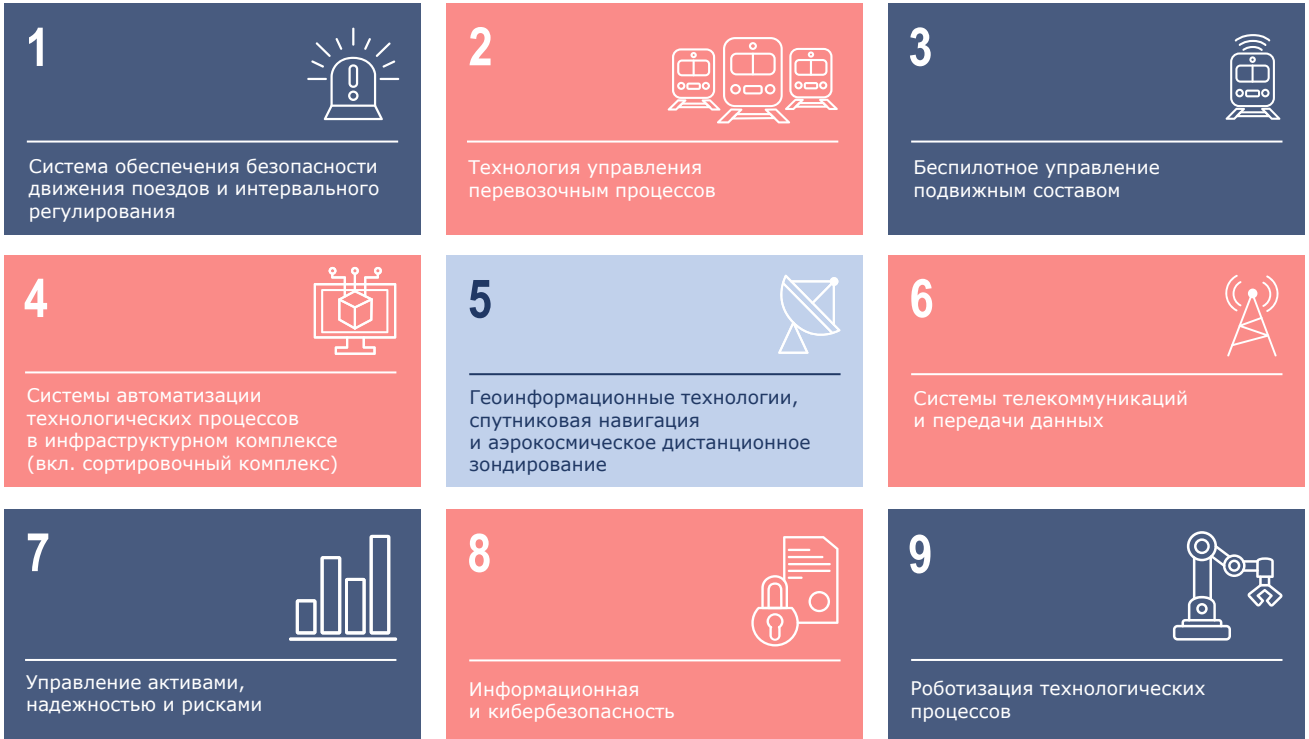 1
Система обеспечения безопасности
движения поездов и интервального
регулирования
2
Технология управления
перевозочным процессов
3
Беспилотное управление
подвижным составом
4
Системы автоматизации
технологических процессов
в инфраструктурном комплексе
(вкл. сортировочный комплекс)
5
Геоинформационные технологии,
спутниковая навигация
и аэрокосмическое дистанционное
зондирование
6
Системы телекоммуникаций
и передачи данных
7
Управление активами,
надежностью и рисками
8
Информационная
и кибербезопасность
9
Роботизация технологических
процессов